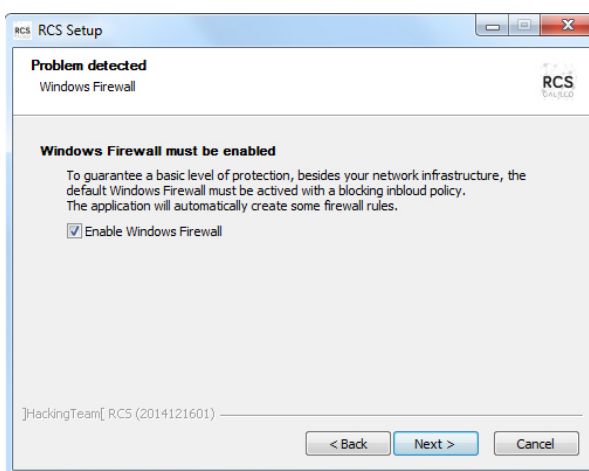 RCS RCS Setup
Problem detected
Windows Firewall
RCS
GALILEO
Windows Firewall must be enabled
To guarantee a basic level of protection, besides your network infrastructure, the
default Windows Firewall must be actived with a blocking inbloud policy.
The application will automatically create some firewall rules.
Enable Windows Firewall
]HackingTeam[ RCS (2014121601)
< Back Next > Cancel